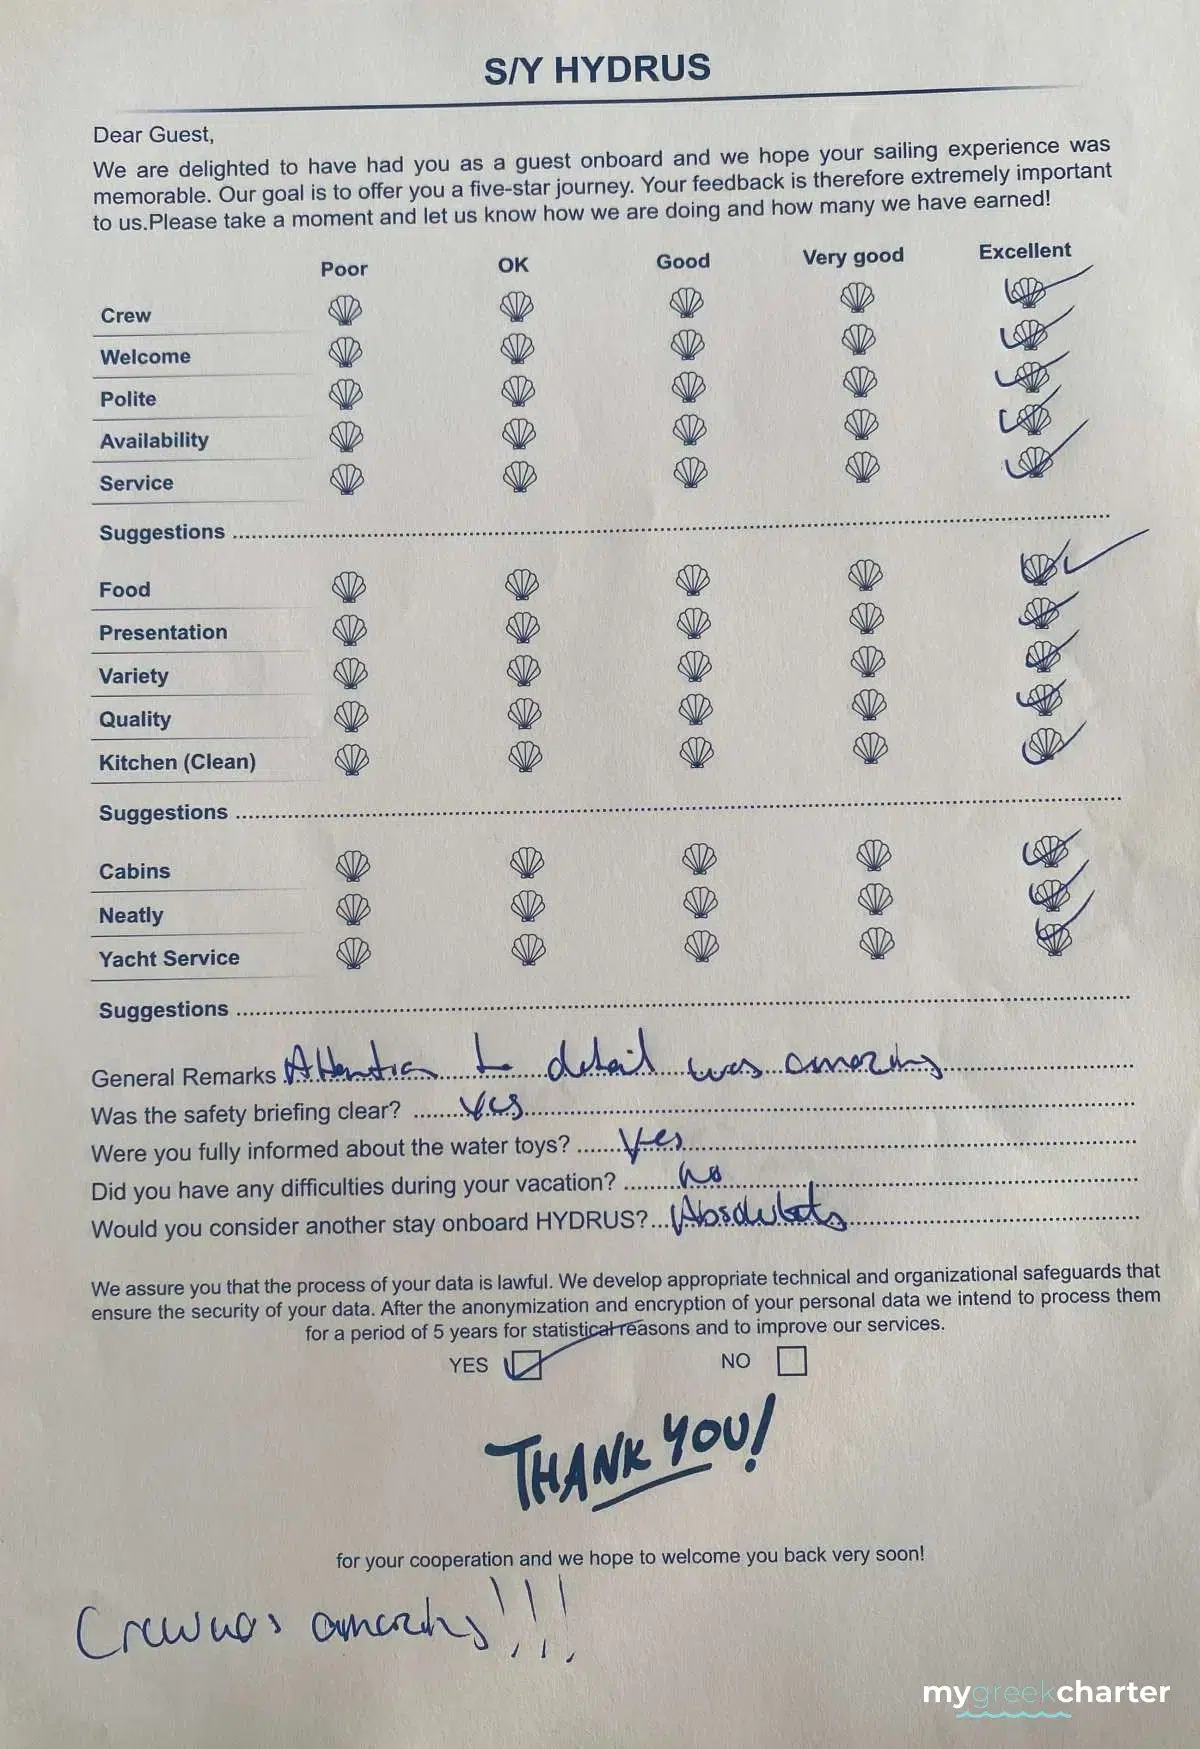 S/Y HYDRUS
Dear Guest,
We are delighted to have had you as a guest onboard and we hope your sailing experience was
memorable. Our goal is to offer you a five-star journey. Your feedback is therefore extremely important
to us.Please take a moment and let us know how we are doing and how many we have earned!
Poor OK Good Very good Excellent
Crew
Welcome
Polite
Availability
Service
Suggestions
Food
Presentation
Variety
Quality
Kitchen (Clean)
Suggestions
Cabins
Neatly
Yacht Service
Suggestions
General Remarks Attention to detail was amazing
Was the safety briefing clear? Yes
Were you fully informed about the water toys? Yes
Did you have any difficulties during your vacation? No
Would you consider another stay onboard HYDRUS? Absolutely
We assure you that the process of your data is lawful. We develop appropriate technical and organizational safeguards that
ensure the security of your data. After the anonymization and encryption of your personal data we intend to process them
for a period of 5 years for statistical reasons and to improve our services.
YES NO
THANK YOU!
for your cooperation and we hope to welcome you back very soon!
Crew was amazing!!!
mygreekcharter